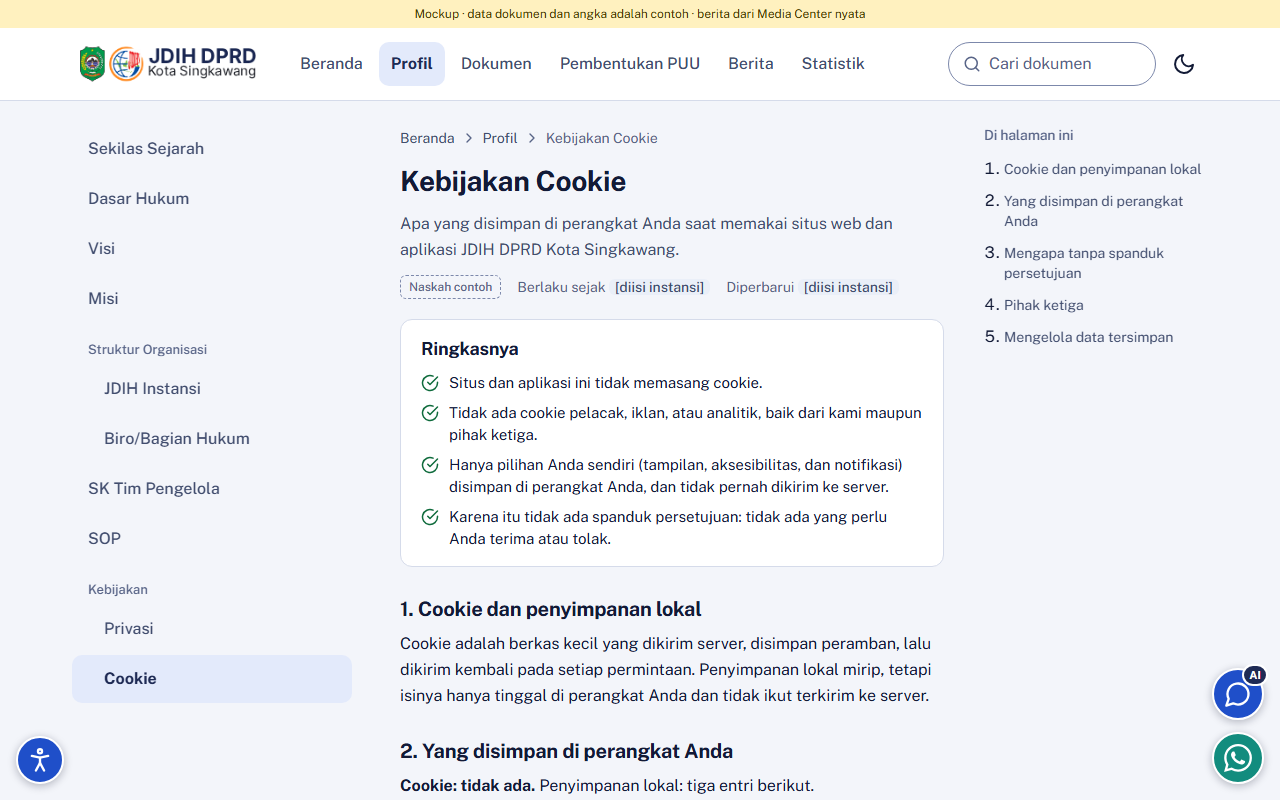 Mockup · data dokumen dan angka adalah contoh · berita dari Media Center nyata
JDIH DPRD
Kota Singkawang
Beranda
Profil
Dokumen
Pembentukan PUU
Berita
Statistik
Cari dokumen
Sekilas Sejarah
Dasar Hukum
Visi
Misi
Struktur Organisasi
JDIH Instansi
Biro/Bagian Hukum
SK Tim Pengelola
SOP
Kebijakan
Privasi
Cookie
Beranda > Profil > Kebijakan Cookie
Kebijakan Cookie
Apa yang disimpan di perangkat Anda saat memakai situs web dan
aplikasi JDIH DPRD Kota Singkawang.
Naskah contoh Berlaku sejak [diisi instansi] Diperbarui [diisi instansi]
Ringkasnya
Situs dan aplikasi ini tidak memasang cookie.
Tidak ada cookie pelacak, iklan, atau analitik, baik dari kami maupun
pihak ketiga.
Hanya pilihan Anda sendiri (tampilan, aksesibilitas, dan notifikasi)
disimpan di perangkat Anda, dan tidak pernah dikirim ke server.
Karena itu tidak ada spanduk persetujuan: tidak ada yang perlu
Anda terima atau tolak.
1. Cookie dan penyimpanan lokal
Cookie adalah berkas kecil yang dikirim server, disimpan peramban, lalu
dikirim kembali pada setiap permintaan. Penyimpanan lokal mirip, tetapi
isinya hanya tinggal di perangkat Anda dan tidak ikut terkirim ke server.
2. Yang disimpan di perangkat Anda
Cookie: tidak ada. Penyimpanan lokal: tiga entri berikut.
Di halaman ini
1. Cookie dan penyimpanan lokal
2. Yang disimpan di perangkat
Anda
3. Mengapa tanpa spanduk
persetujuan
4. Pihak ketiga
5. Mengelola data tersimpan
AI